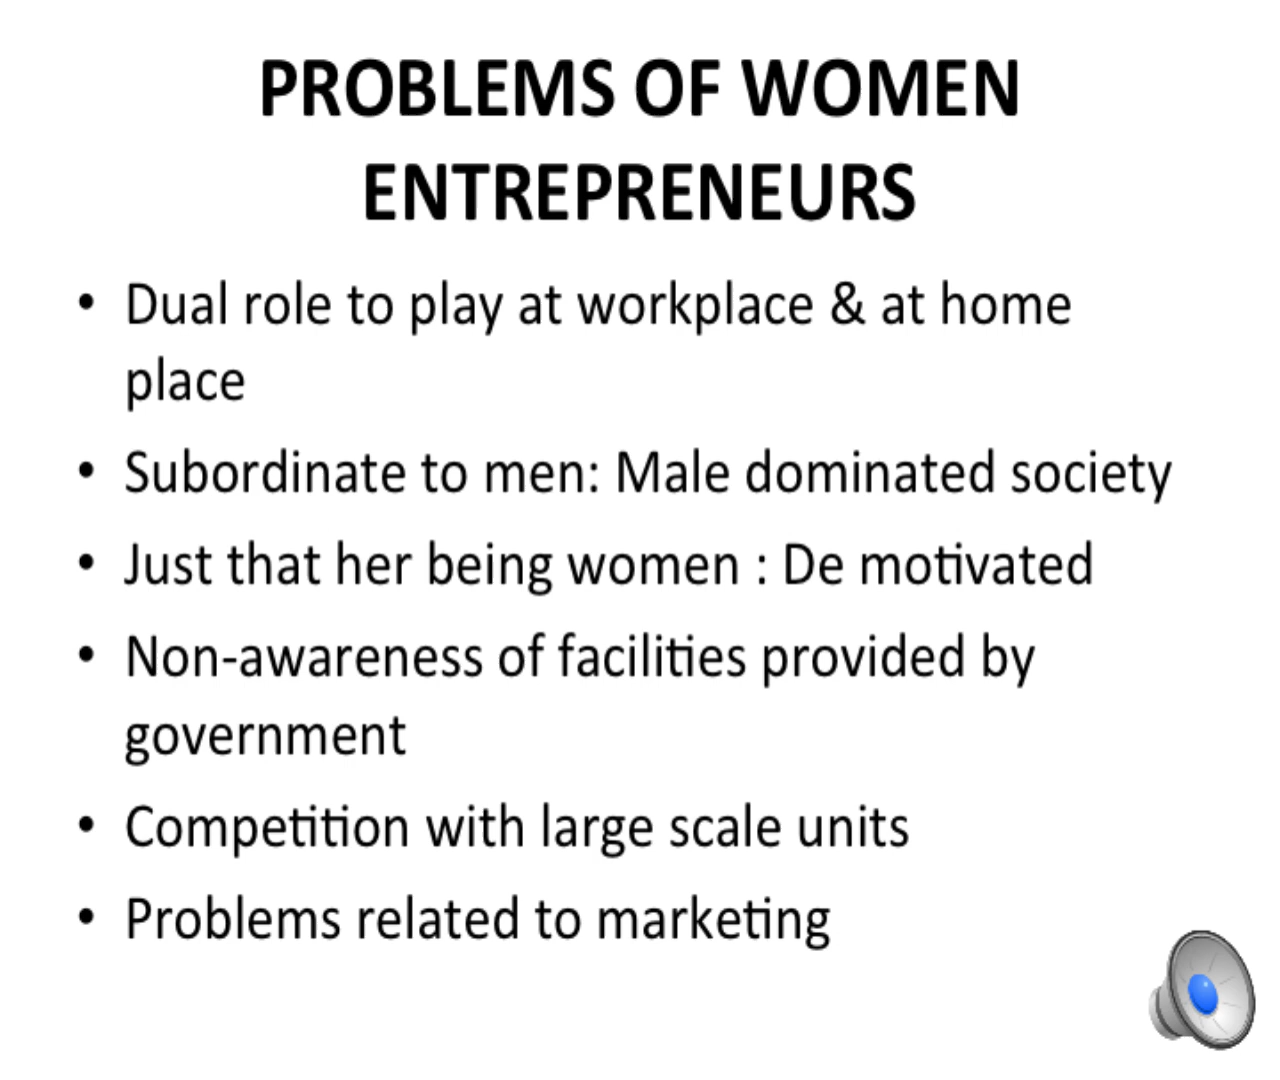 PROBLEMS OF WOMEN
ENTREPRENEURS
• Dual role to play at workplace & at home
place
• Subordinate to men: Male dominated society
• Just that her being women : De motivated
• Non-awareness of facilities provided by
government
• Competition with large scale units
• Problems related to marketing